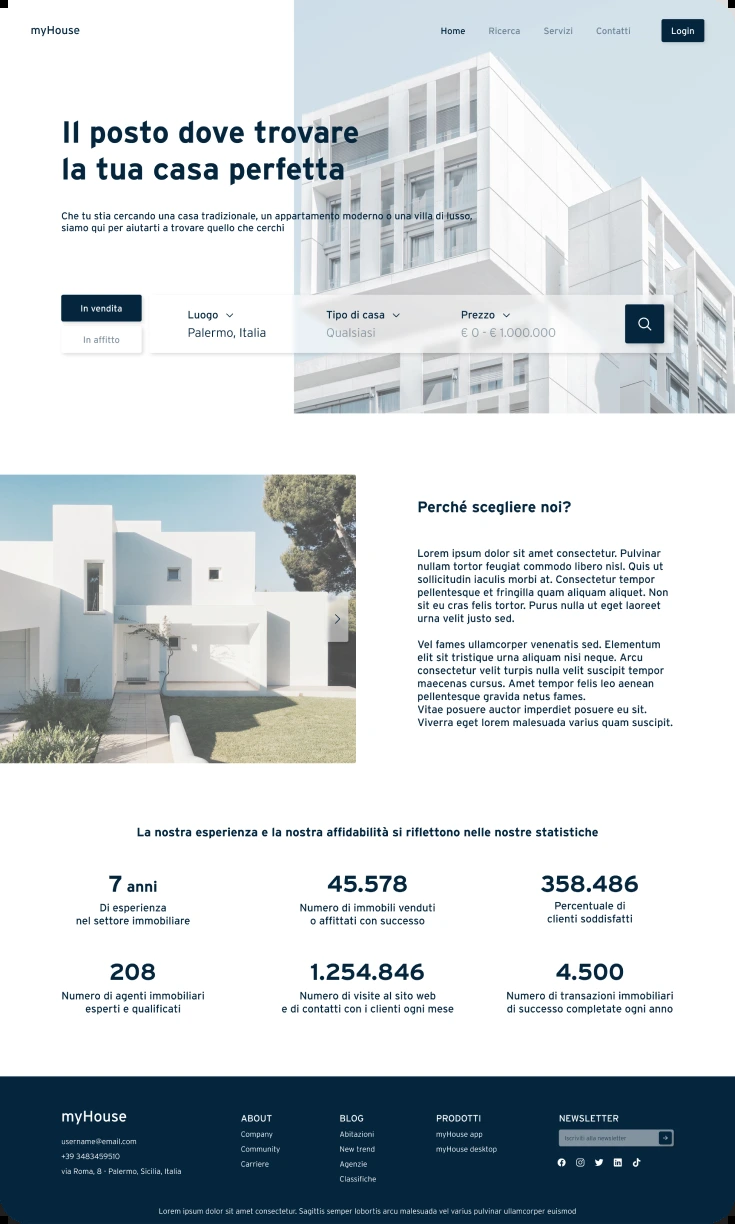 myHouse
Home Ricerca Servizi Contatti Login
Il posto dove trovare
la tua casa perfetta
Che tu stia cercando una casa tradizionale, un appartamento moderno o una villa di lusso,
siamo qui per aiutarti a trovare quello che cerchi
In vendita
In affitto
Luogo
Palermo, Italia
Tipo di casa
Qualsiasi
Prezzo
€ 0 - € 1.000.000
Perché scegliere noi?
Lorem ipsum dolor sit amet consectetur. Pulvinar
nullam tortor feugiat commodo libero nisl. Quis ut
sollicitudin iaculis morbi at. Consectetur tempor
pellentesque et fringilla quam aliquam aliquet. Non
sit eu cras felis tortor. Purus nulla ut eget laoreet
urna velit justo sed.
Vel fames ullamcorper venenatis sed. Elementum
elit sit tristique urna aliquam nisi neque. Arcu
consectetur velit turpis nulla velit suscipit tempor
maecenas cursus. Amet tempor felis leo aenean
pellentesque gravida netus fames.
Vitae posuere auctor imperdiet posuere eu sit.
Viverra eget lorem malesuada varius quam suscipit.
La nostra esperienza e la nostra affidabilità si riflettono nelle nostre statistiche
7 anni
Di esperienza
nel settore immobiliare
45.578
Numero di immobili venduti
o affittati con successo
358.486
Percentuale di
clienti soddisfatti
208
Numero di agenti immobiliari
esperti e qualificati
1.254.846
Numero di visite al sito web
e di contatti con i clienti ogni mese
4.500
Numero di transazioni immobiliari
di successo completate ogni anno
myHouse
username@email.com
+39 3483459510
via Roma, 8 - Palermo, Sicilia, Italia
ABOUT
Company
Community
Carriere
BLOG
Abitazioni
New trend
Agenzie
Classifiche
PRODOTTI
myHouse app
myHouse desktop
NEWSLETTER
Iscriviti alla newsletter
Lorem ipsum dolor sit amet consectetur. Sagittis semper lobortis arcu malesuada vel varius pulvinar ullamcorper euismod